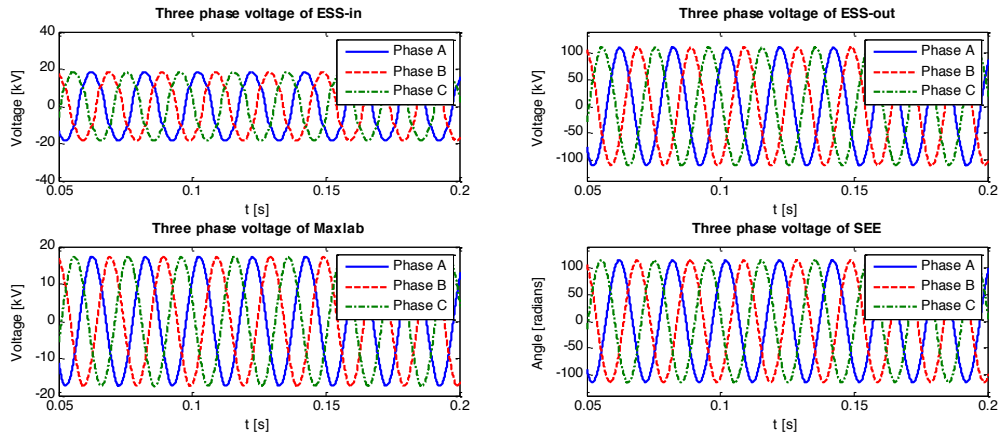 Three phase voltage of ESS-in
40
20
0
-20
-40
Voltage [kV]
0.05
0.1
0.15
0.2
t [s]
Phase A
Phase B
Phase C
Three phase voltage of ESS-out
100
50
0
-50
-100
Voltage [kV]
0.05
0.1
0.15
0.2
t [s]
Phase A
Phase B
Phase C
Three phase voltage of Maxlab
20
10
0
-10
-20
Voltage [kV]
0.05
0.1
0.15
0.2
t [s]
Phase A
Phase B
Phase C
Three phase voltage of SEE
100
50
0
-50
-100
Angle [radians]
0.05
0.1
0.15
0.2
t [s]
Phase A
Phase B
Phase C